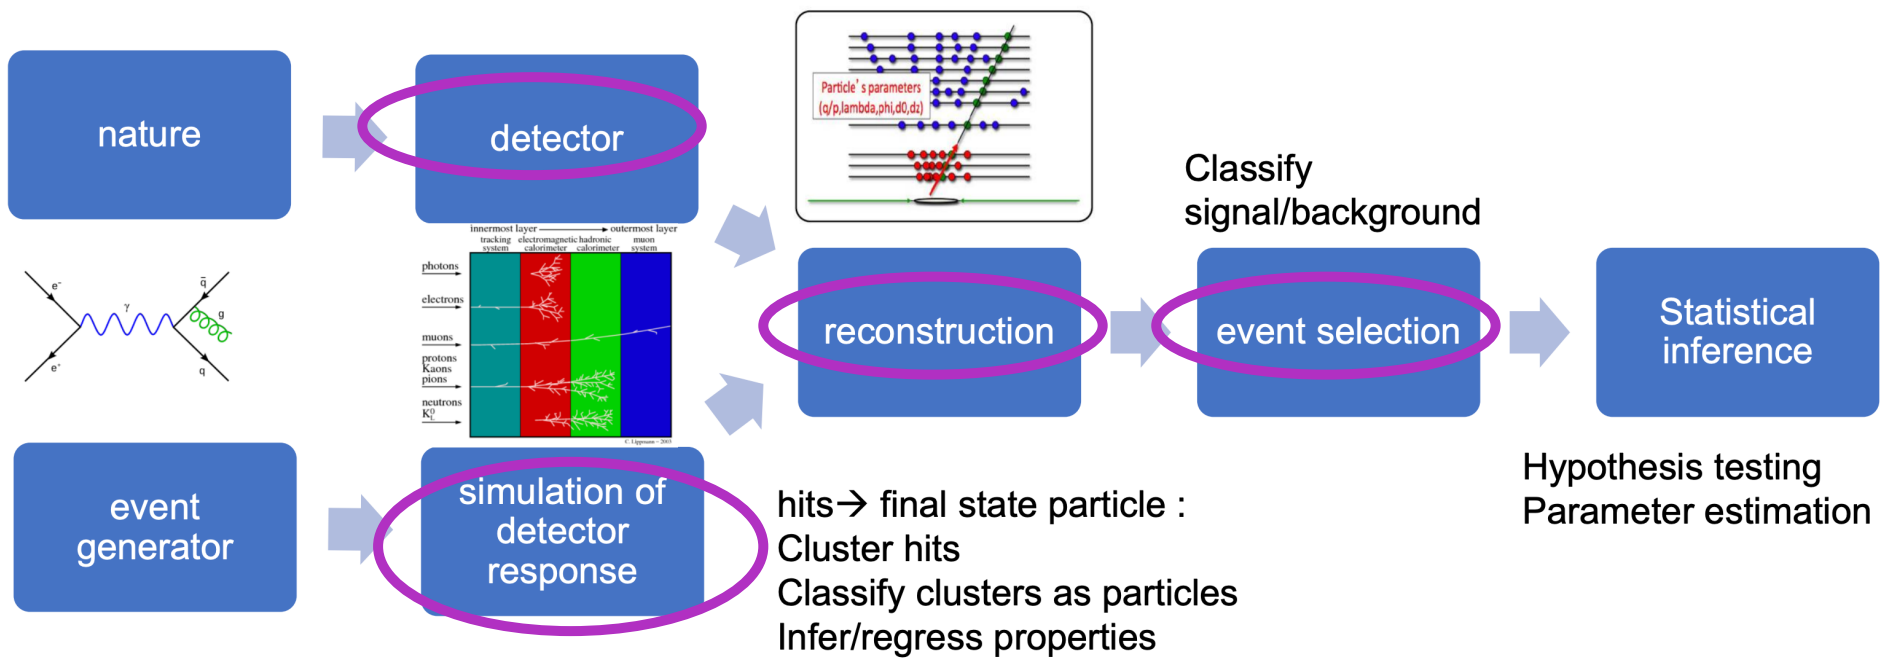 nature
detector
Particle's parameters
(q/p,lambda,phi,d0,dz)
innermost layer
outermost layer
tracking
system
electromagnetic
calorimeter
hadronic
calorimeter
muon
system
photons
electrons
muons
protons
Kaons
pions
neutrons
K⁰_L
C. Lippmann - 2003
e⁻
e⁺
γ
q̄
g
q
event
generator
simulation of
detector
response
reconstruction
hits→ final state particle :
Cluster hits
Classify clusters as particles
Infer/regress properties
Classify
signal/background
event selection
Statistical
inference
Hypothesis testing
Parameter estimation